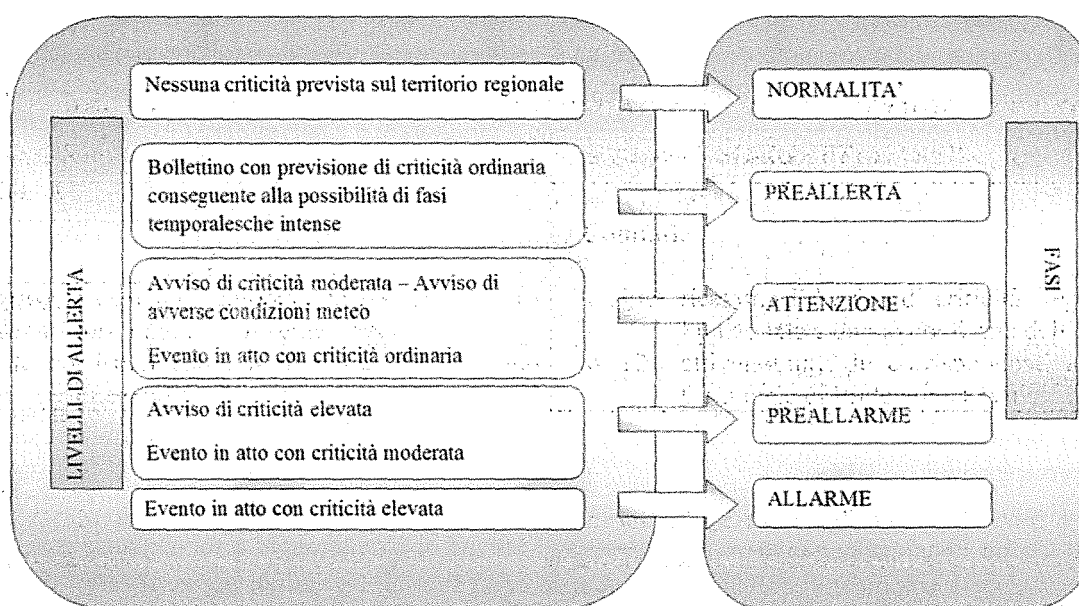 Nessuna criticità prevista sul territorio regionale
NORMALITA'
Bollettino con previsione di criticità ordinaria
conseguente alla possibilità di fasi
temporalesche intense
PREALLERTA
LIVELLI DI ALLERTA
FASI
Avviso di criticità moderata – Avviso di
avverse condizioni meteo
Evento in atto con criticità ordinaria
ATTENZIONE
Avviso di criticità elevata
Evento in atto con criticità moderata
PREALLARME
Evento in atto con criticità elevata
ALLARME